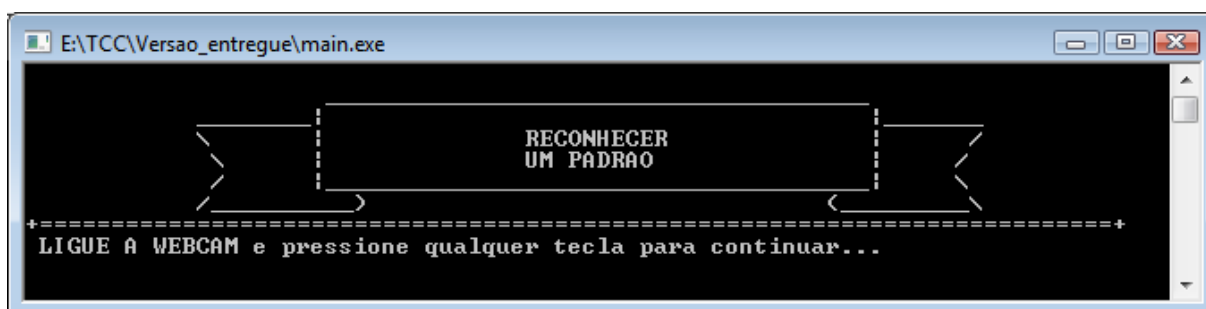 E:\TCC\Versao_entregue\main.exe
RECONHECER
UM PADRAO
LIGUE A WEBCAM e pressione qualquer tecla para continuar...